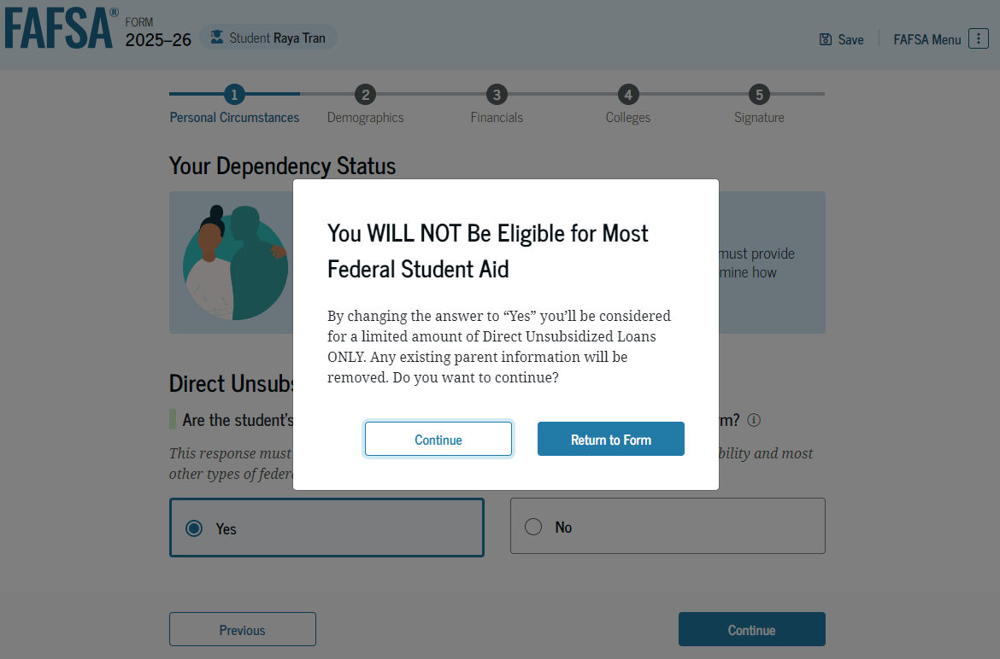 FAFSA®
FORM
2025–26
Student Raya Tran
Save
FAFSA Menu
1
2
3
4
5
Personal Circumstances
Demographics
Financials
Colleges
Signature
Your Dependency Status
must provide
mine how
You WILL NOT Be Eligible for Most
Federal Student Aid
By changing the answer to “Yes” you’ll be considered
for a limited amount of Direct Unsubsidized Loans
ONLY. Any existing parent information will be
removed. Do you want to continue?
Continue
Return to Form
Direct Unsubs
Are the student's
m?
This response must
bility and most
other types of federa
Yes
No
Previous
Continue